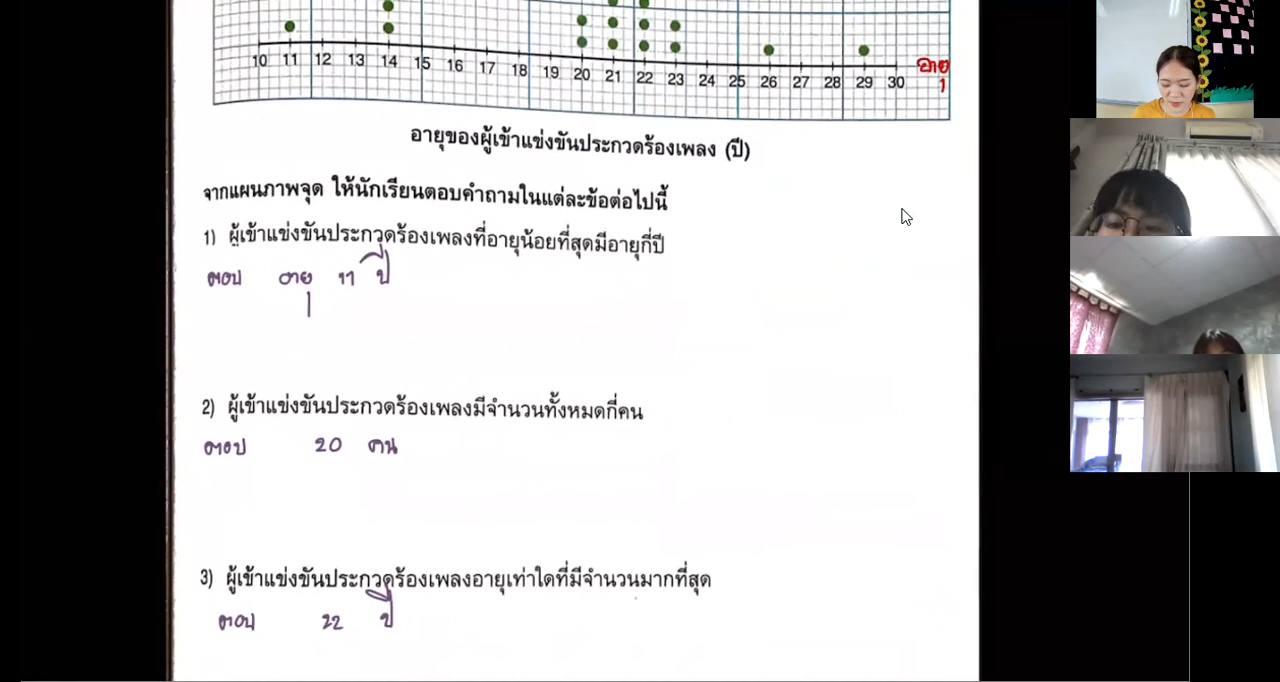 10 11 12 13 14 15 16 17 18 19 20 21 22 23 24 25 26 27 28 29 30 อายุ
อายุของผู้เข้าแข่งขันประกวดร้องเพลง (ปี)
จากแผนภาพจุด ให้นักเรียนตอบคำถามในแต่ละข้อต่อไปนี้
1) ผู้เข้าแข่งขันประกวดร้องเพลงที่อายุน้อยที่สุดมีอายุกี่ปี
ตอบ อายุ 11 ปี
2) ผู้เข้าแข่งขันประกวดร้องเพลงมีจำนวนทั้งหมดกี่คน
ตอบ 20 คน
3) ผู้เข้าแข่งขันประกวดร้องเพลงอายุเท่าใดที่มีจำนวนมากที่สุด
ตอบ 22 ปี